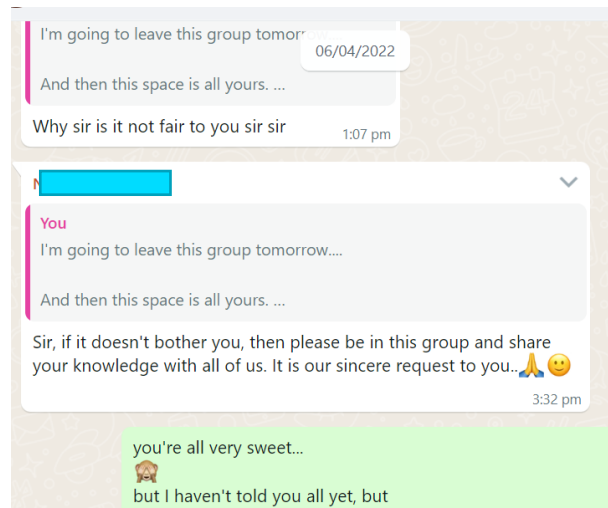 I'm going to leave this group tomorr
06/04/2022
And then this space is all yours. ...
Why sir is it not fair to you sir sir
1:07 pm
You
I'm going to leave this group tomorrow....
And then this space is all yours. ...
Sir, if it doesn't bother you, then please be in this group and share
your knowledge with all of us. It is our sincere request to you..🙏🙂
3:32 pm
you're all very sweet...
🙈
but I haven't told you all yet, but